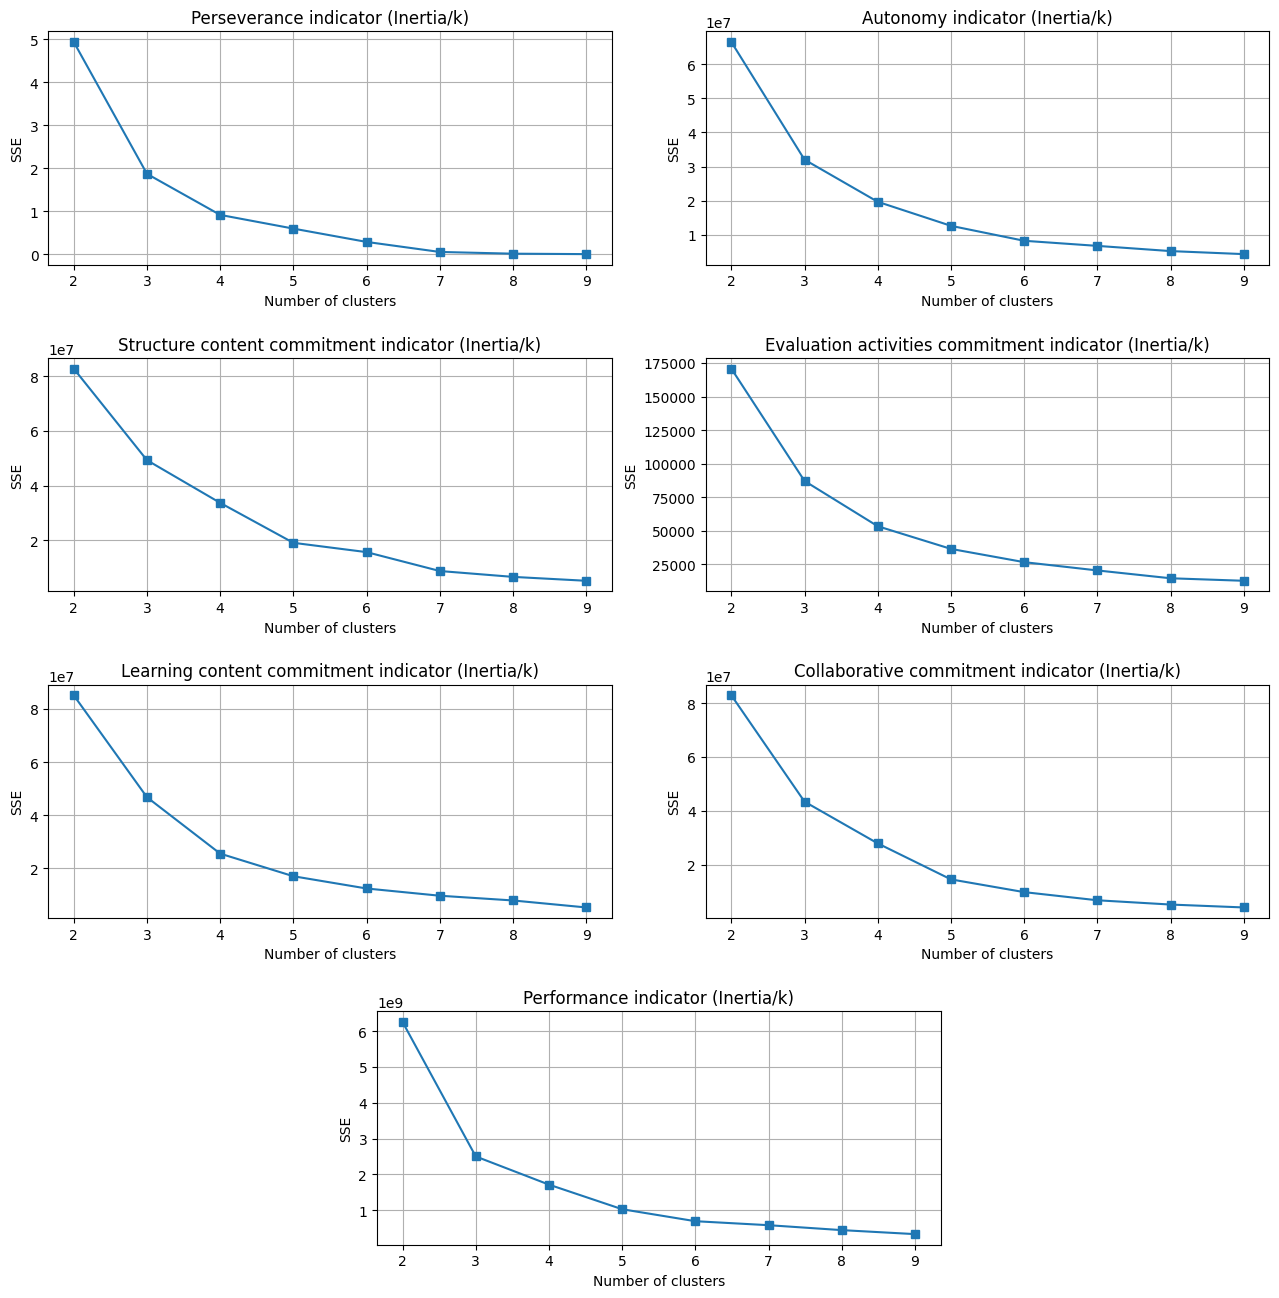 Perseverance indicator (Inertia/k)
5
4
3
2
1
0
SSE
2 3 4 5 6 7 8 9
Number of clusters
Autonomy indicator (Inertia/k)
1e7
6
5
4
3
2
1
SSE
2 3 4 5 6 7 8 9
Number of clusters
Structure content commitment indicator (Inertia/k)
1e7
8
6
4
2
SSE
2 3 4 5 6 7 8 9
Number of clusters
Evaluation activities commitment indicator (Inertia/k)
175000
150000
125000
100000
75000
50000
25000
SSE
2 3 4 5 6 7 8 9
Number of clusters
Learning content commitment indicator (Inertia/k)
1e7
8
6
4
2
SSE
2 3 4 5 6 7 8 9
Number of clusters
Collaborative commitment indicator (Inertia/k)
1e7
8
6
4
2
SSE
2 3 4 5 6 7 8 9
Number of clusters
Performance indicator (Inertia/k)
1e9
6
5
4
3
2
1
SSE
2 3 4 5 6 7 8 9
Number of clusters